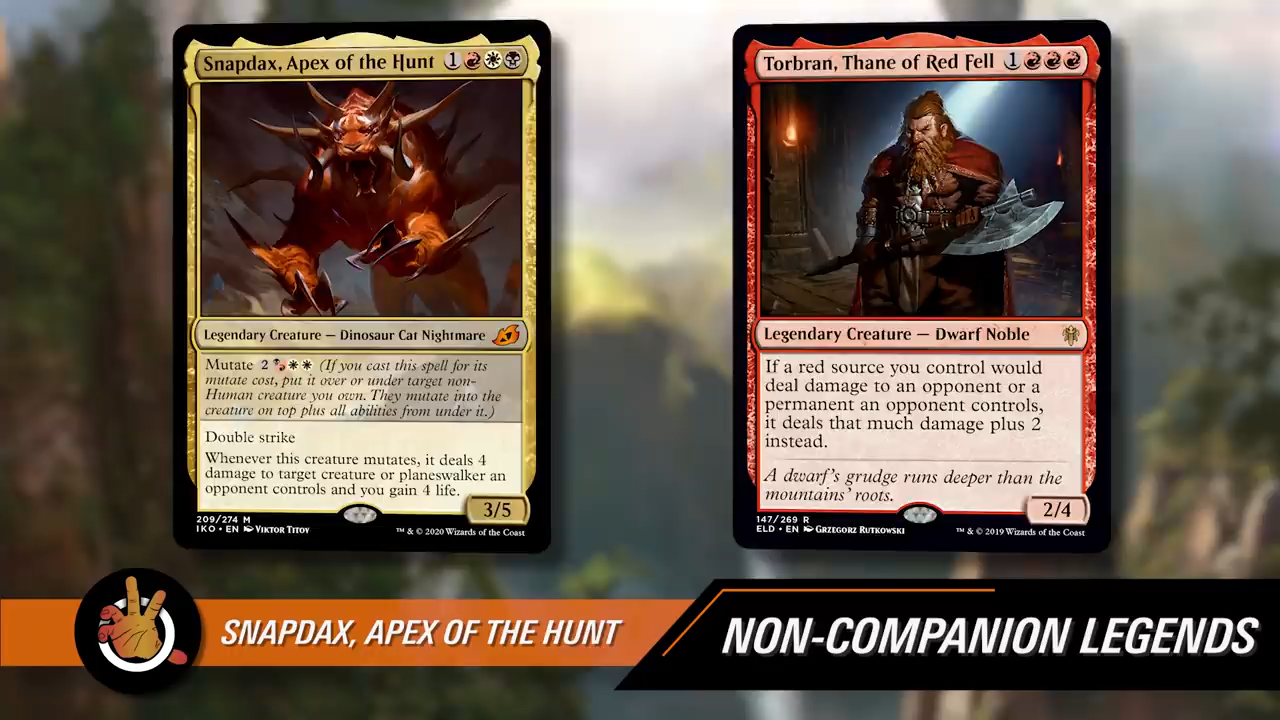 Snapdax, Apex of the Hunt 1
Legendary Creature — Dinosaur Cat Nightmare
Mutate 2 (If you cast this spell for its
mutate cost, put it over or under target non-
Human creature you own. They mutate into the
creature on top plus all abilities from under it.)
Double strike
Whenever this creature mutates, it deals 4
damage to target creature or planeswalker an
opponent controls and you gain 4 life.
3/5
209/274 M
IKO • EN Viktor Titov
™ & © 2020 Wizards of the Coast
Torbran, Thane of Red Fell 1
Legendary Creature — Dwarf Noble
If a red source you control would
deal damage to an opponent or a
permanent an opponent controls,
it deals that much damage plus 2
instead.
A dwarf's grudge runs deeper than the
mountains' roots.
2/4
147/269 R
ELD • EN Grzegorz Rutkowski
™ & © 2019 Wizards of the Coast
SNAPDAX, APEX OF THE HUNT
NON-COMPANION LEGENDS